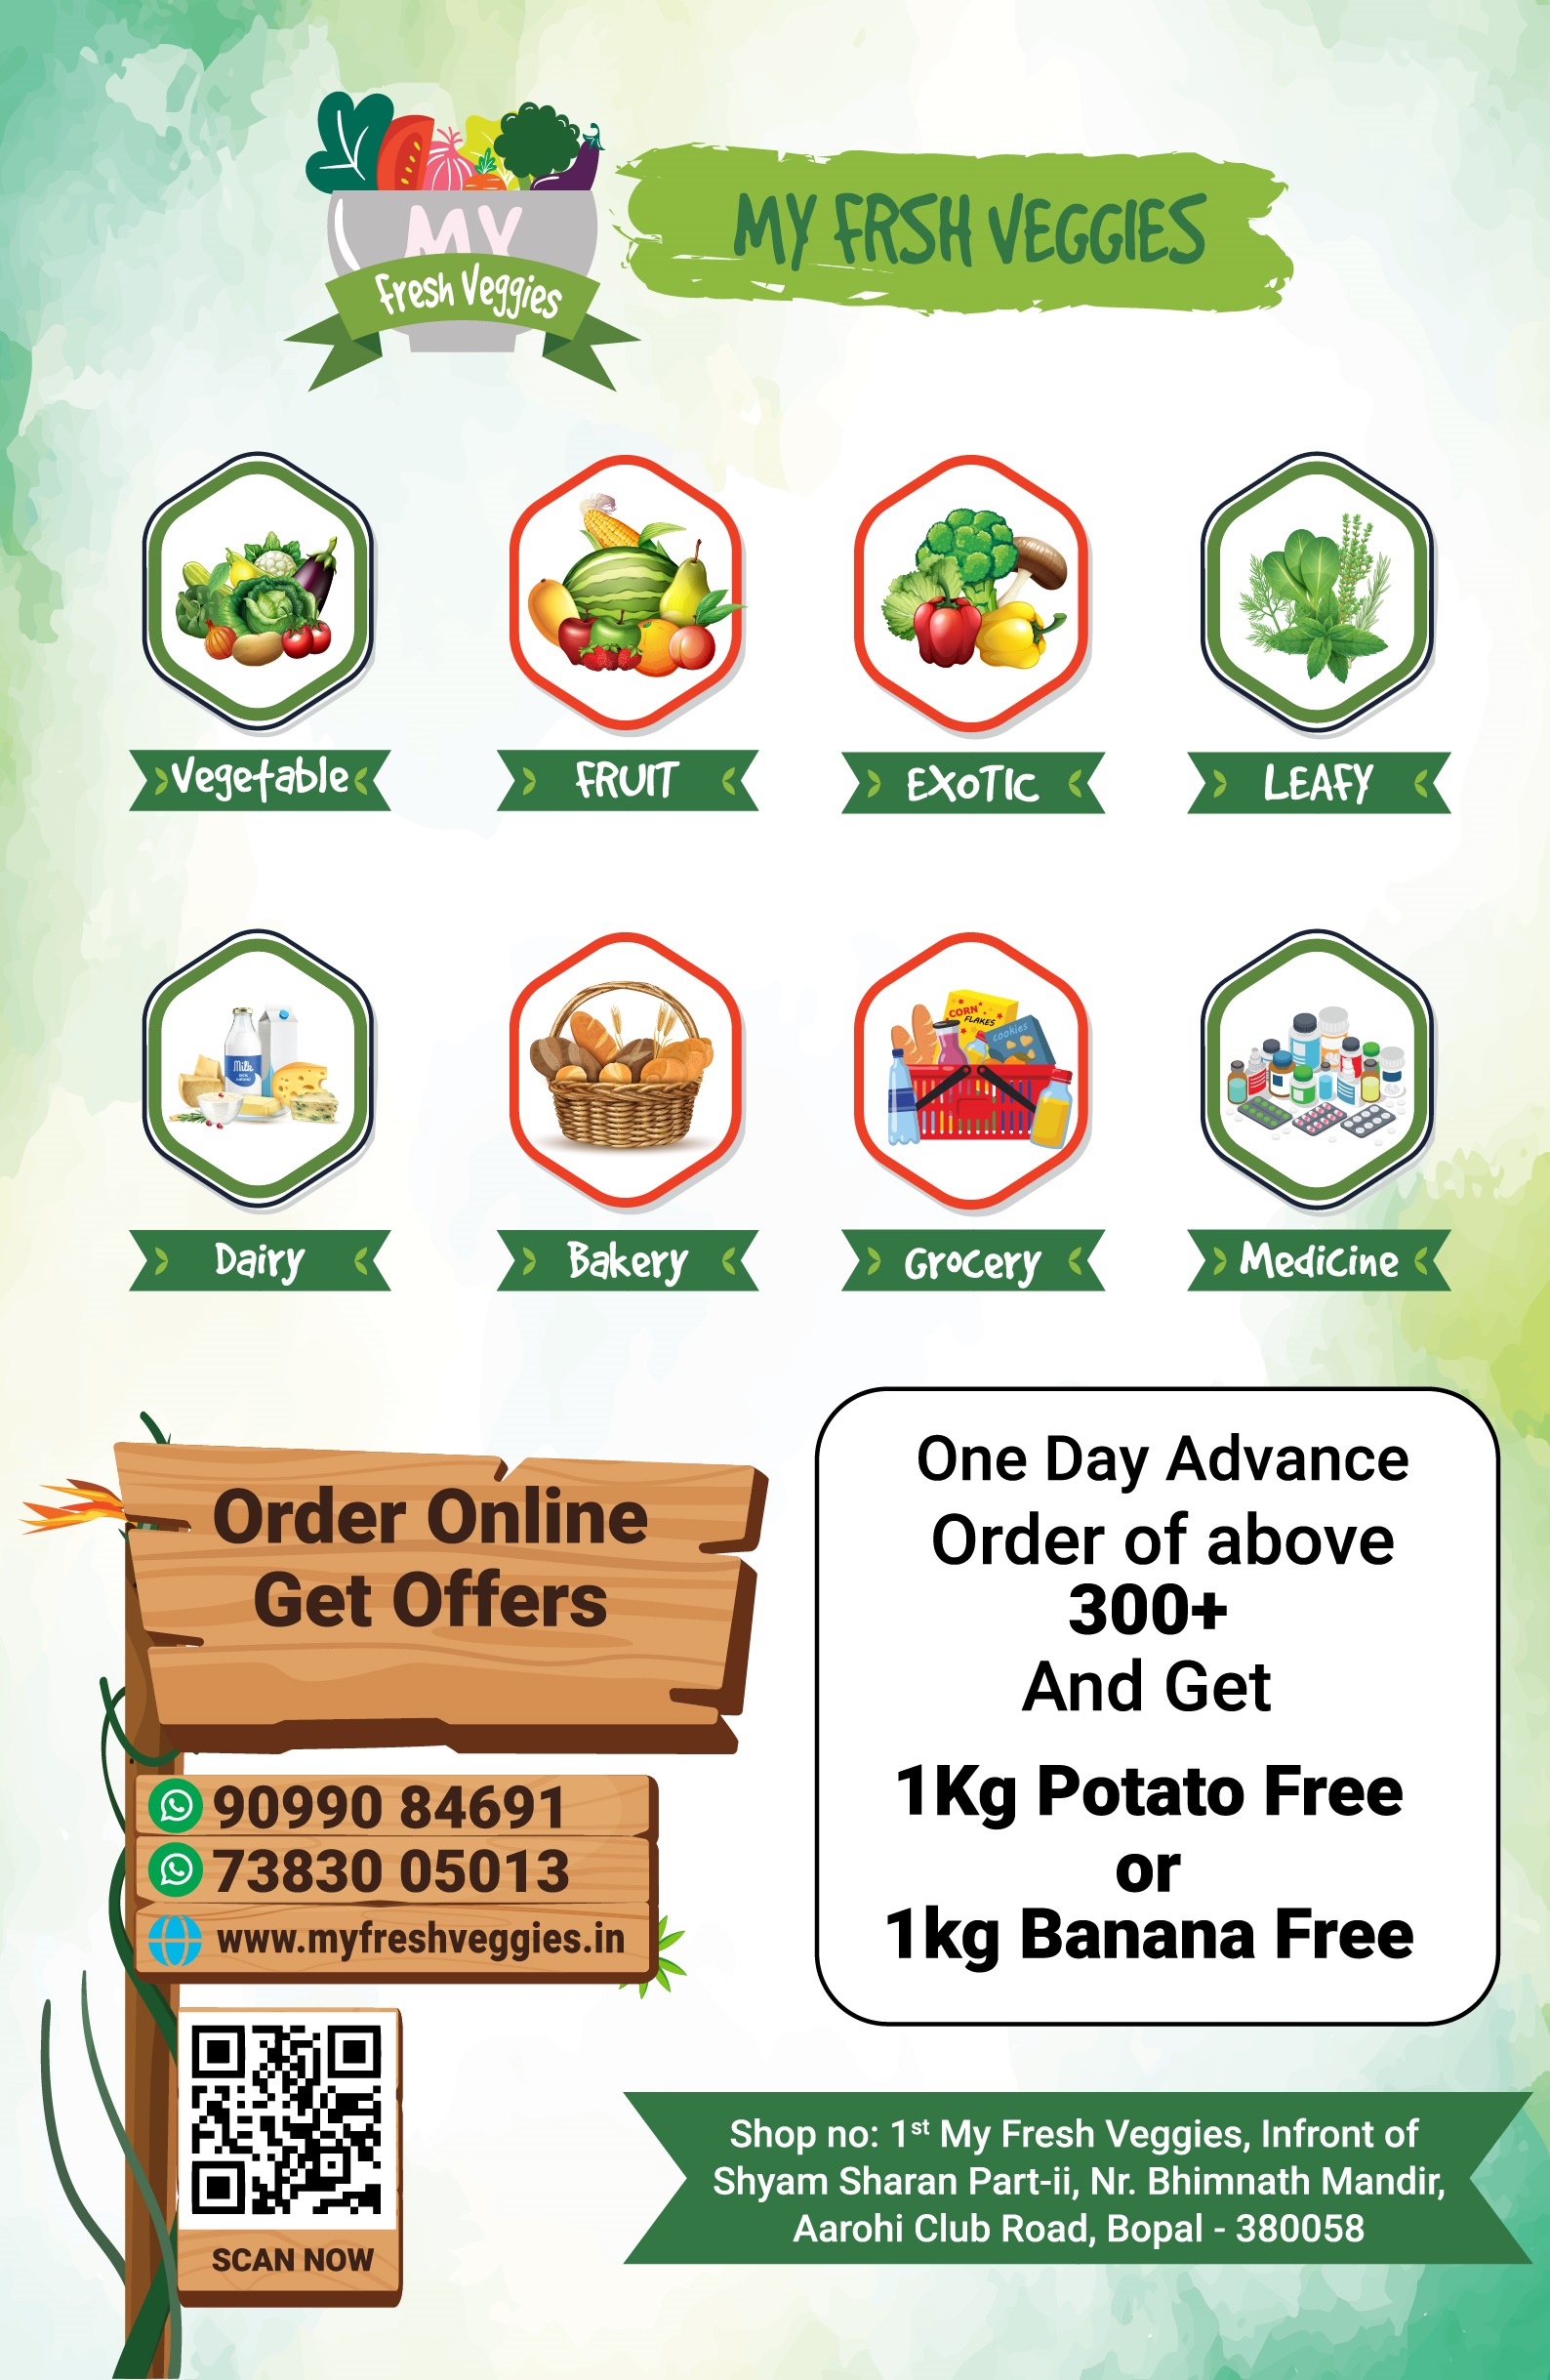 MY
Fresh Veggies
MY FRSH VEGGIES
Vegetable
FRUIT
EXOTIC
LEAFY
Milk
CORN
FLAKES
cookies
Dairy
Bakery
Grocery
Medicine
Order Online
Get Offers
90990 84691
73830 05013
www.myfreshveggies.in
SCAN NOW
One Day Advance
Order of above
300+
And Get
1Kg Potato Free
or
1kg Banana Free
Shop no: 1st My Fresh Veggies, Infront of
Shyam Sharan Part-ii, Nr. Bhimnath Mandir,
Aarohi Club Road, Bopal - 380058